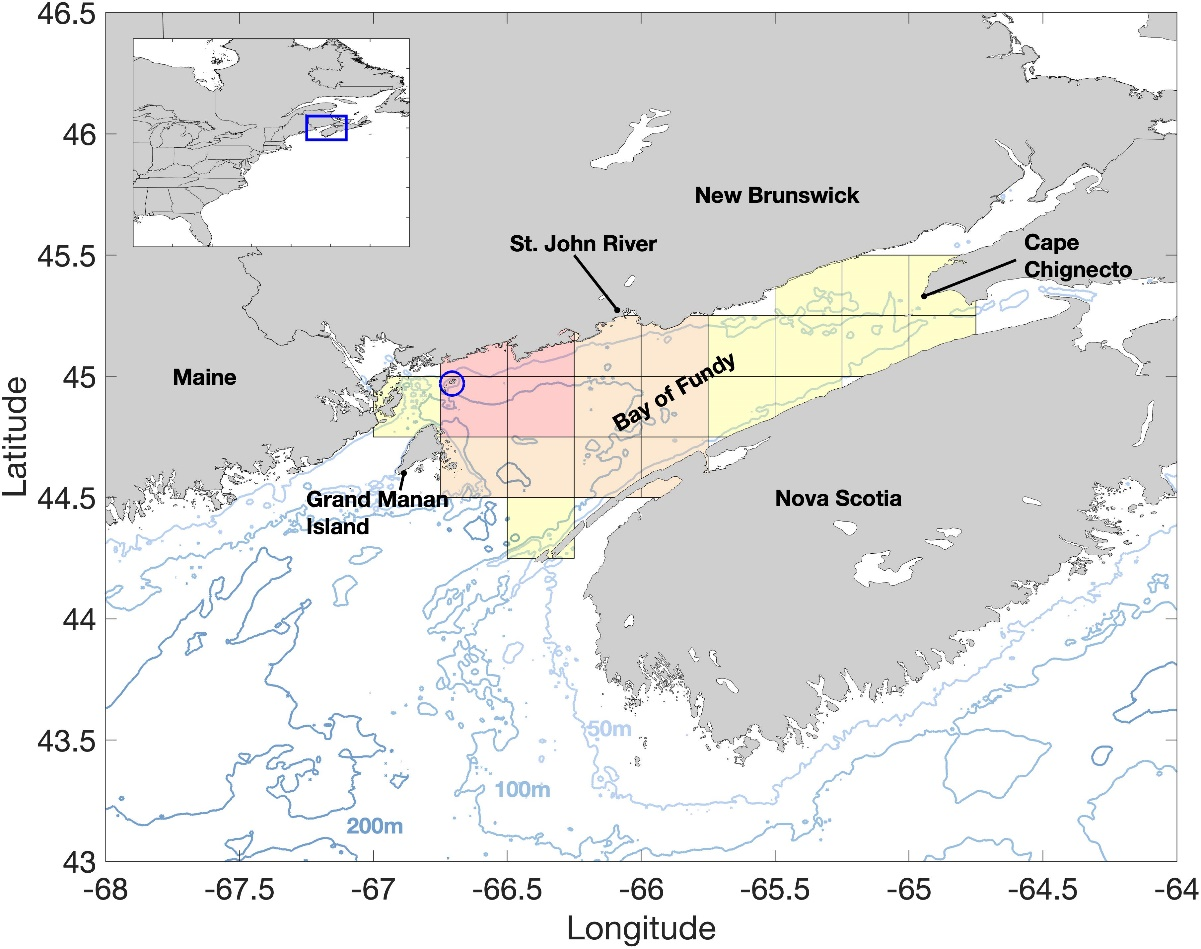 46.5
46
45.5
45
44.5
44
43.5
43
Latitude
New Brunswick
St. John River
Cape
Chignecto
Maine
Bay of Fundy
Grand Manan
Island
Nova Scotia
50m
100m
200m
-68
-67.5
-67
-66.5
-66
-65.5
-65
-64.5
-64
Longitude